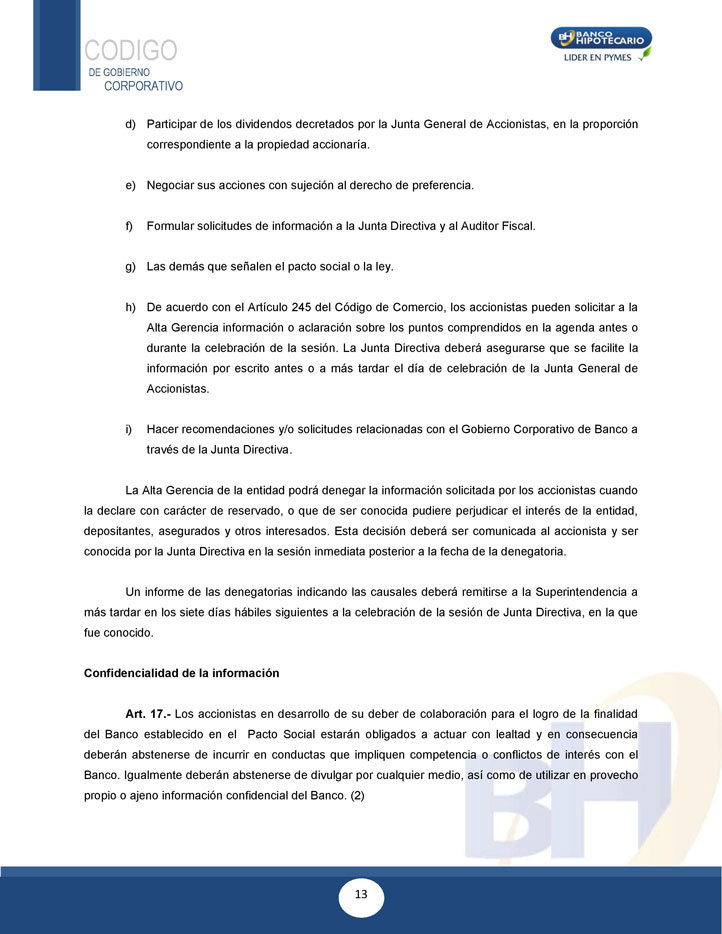 CODIGO
DE GOBIERNO
CORPORATIVO
BH BANCO
HIPOTECARIO
LIDER EN PYMES
d) Participar de los dividendos decretados por la Junta General de Accionistas, en la proporción
correspondiente a la propiedad accionaría.
e) Negociar sus acciones con sujeción al derecho de preferencia.
f) Formular solicitudes de información a la Junta Directiva y al Auditor Fiscal.
g) Las demás que señalen el pacto social o la ley.
h) De acuerdo con el Artículo 245 del Código de Comercio, los accionistas pueden solicitar a la
Alta Gerencia información o aclaración sobre los puntos comprendidos en la agenda antes o
durante la celebración de la sesión. La Junta Directiva deberá asegurarse que se facilite la
información por escrito antes o a más tardar el día de celebración de la Junta General de
Accionistas.
i) Hacer recomendaciones y/o solicitudes relacionadas con el Gobierno Corporativo de Banco a
través de la Junta Directiva.
La Alta Gerencia de la entidad podrá denegar la información solicitada por los accionistas cuando
la declare con carácter de reservado, o que de ser conocida pudiere perjudicar el interés de la entidad,
depositantes, asegurados y otros interesados. Esta decisión deberá ser comunicada al accionista y ser
conocida por la Junta Directiva en la sesión inmediata posterior a la fecha de la denegatoria.
Un informe de las denegatorias indicando las causales deberá remitirse a la Superintendencia a
más tardar en los siete días hábiles siguientes a la celebración de la sesión de Junta Directiva, en la que
fue conocido.
Confidencialidad de la información
Art. 17.- Los accionistas en desarrollo de su deber de colaboración para el logro de la finalidad
del Banco establecido en el Pacto Social estarán obligados a actuar con lealtad y en consecuencia
deberán abstenerse de incurrir en conductas que impliquen competencia o conflictos de interés con el
Banco. Igualmente deberán abstenerse de divulgar por cualquier medio, así como de utilizar en provecho
propio o ajeno información confidencial del Banco. (2)
BH
13